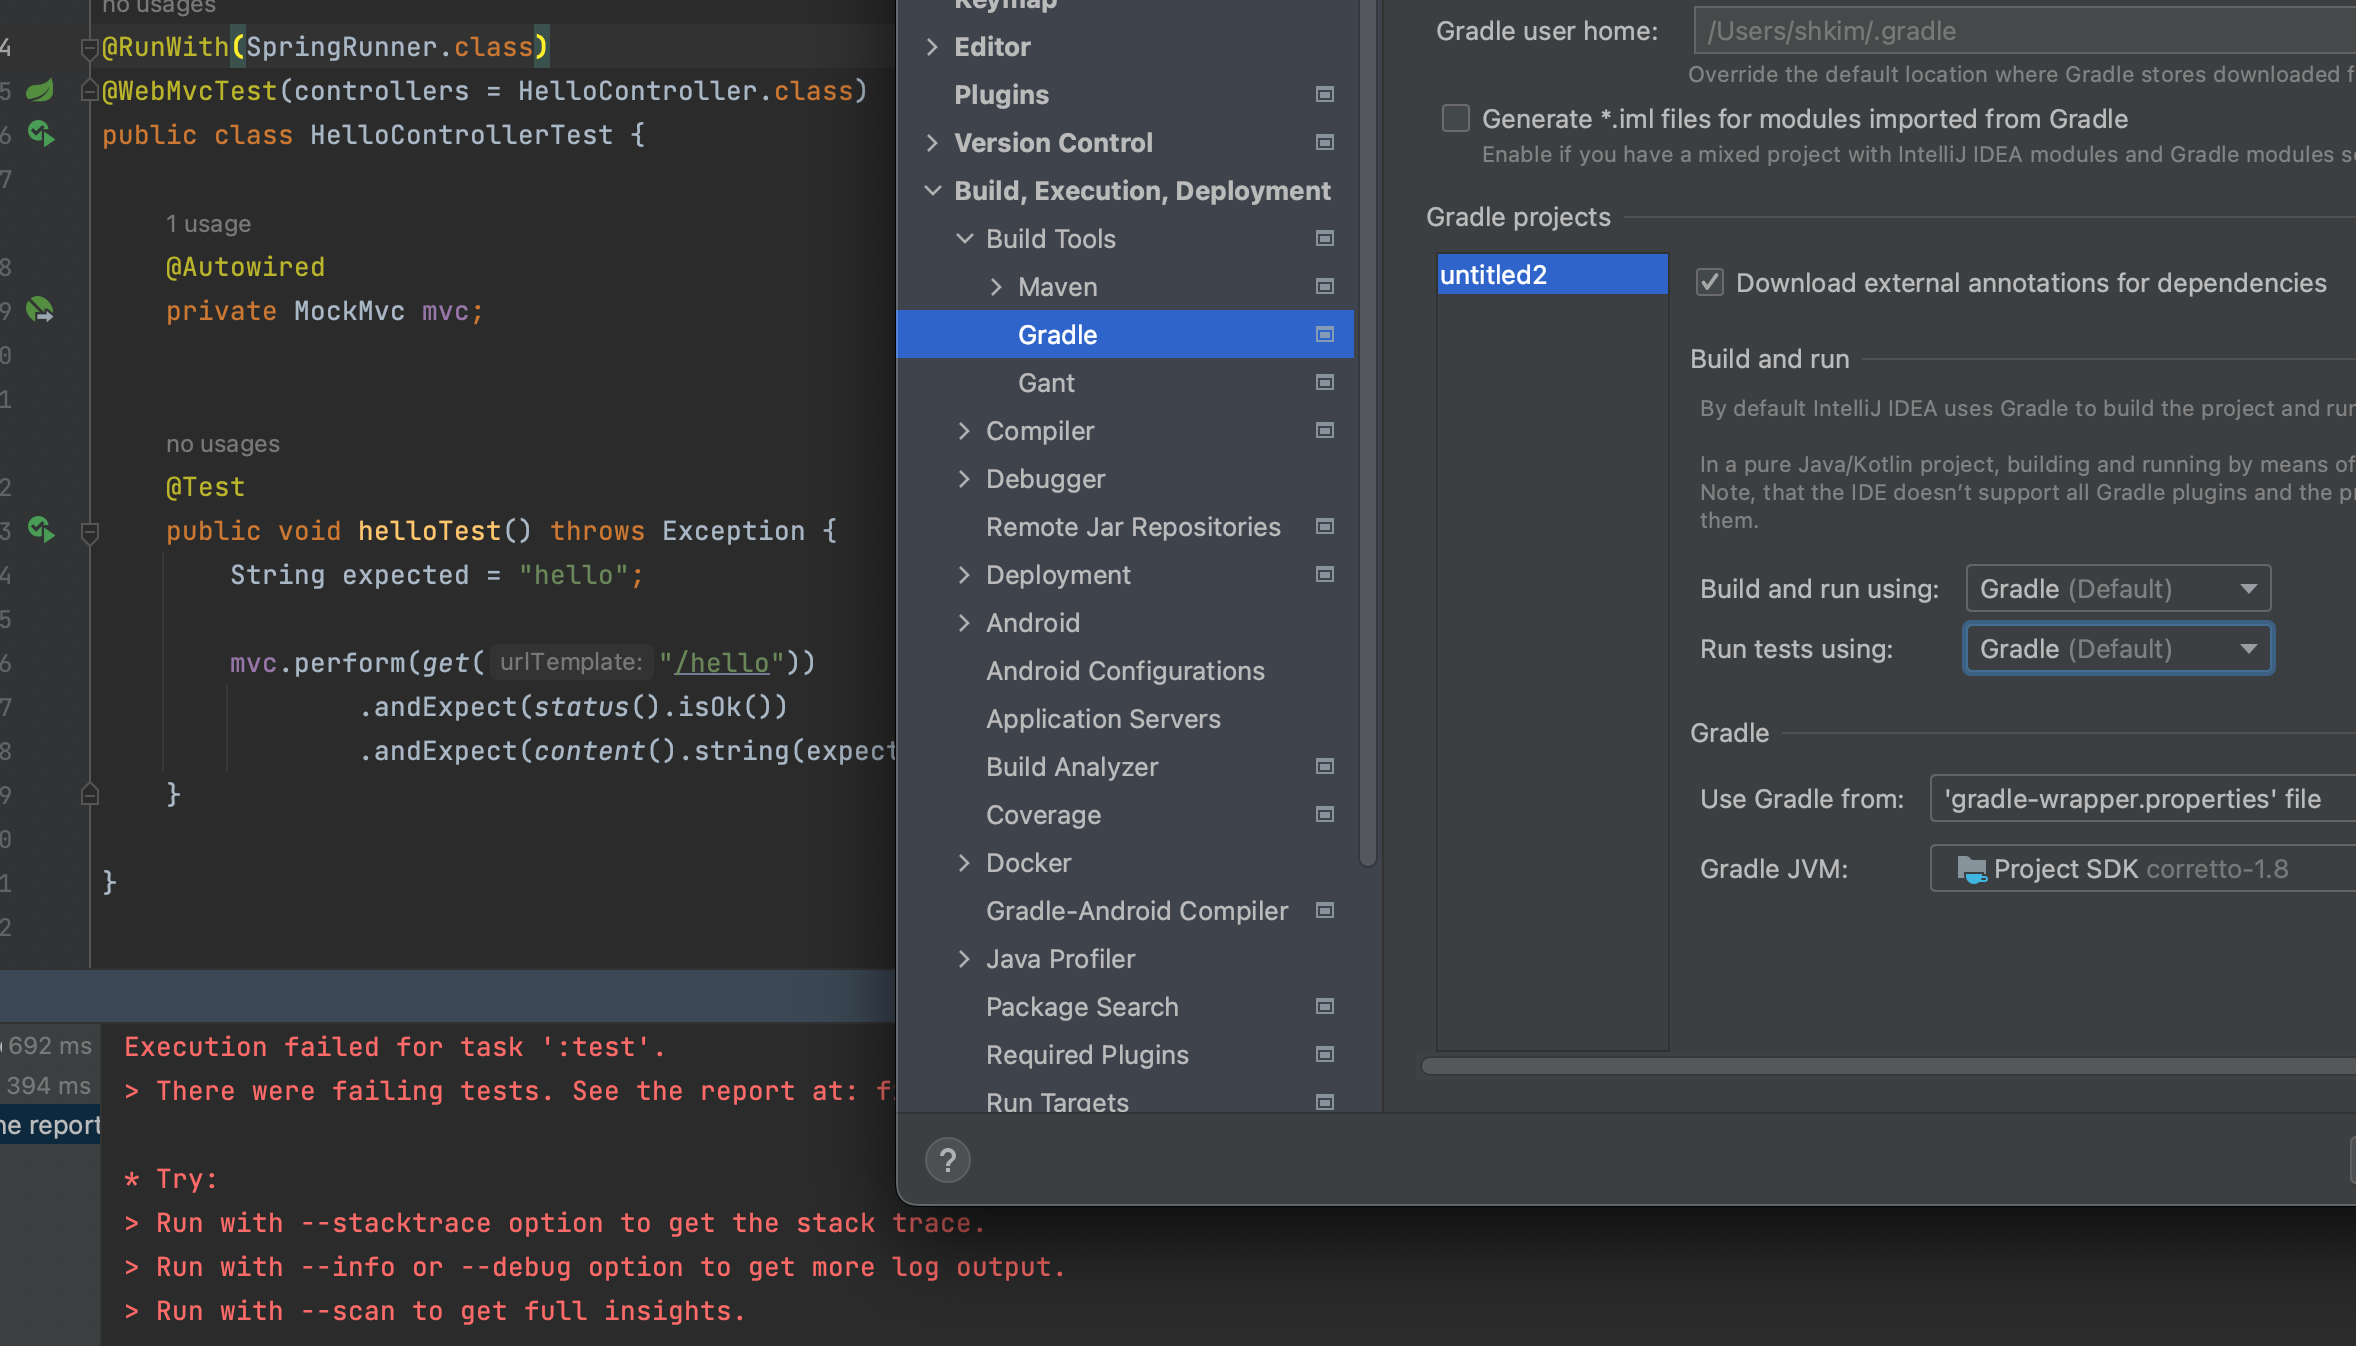 no usages
4
@RunWith(SpringRunner.class)
5
@WebMvcTest(controllers = HelloController.class)
6
public class HelloControllerTest {
7
1 usage
8
@Autowired
9
private MockMvc mvc;
0
1
no usages
2
@Test
3
public void helloTest() throws Exception {
4
String expected = "hello";
5
6
mvc.perform(get( urlTemplate: "/hello"))
7
.andExpect(status().isOk())
8
.andExpect(content().string(expect
9
}
0
1
}
2
692 ms
394 ms
he report
Execution failed for task ':test'.
> There were failing tests. See the report at: f
* Try:
> Run with --stacktrace option to get the stack trace.
> Run with --info or --debug option to get more log output.
> Run with --scan to get full insights.
Keymap
Editor
Plugins
Version Control
Build, Execution, Deployment
Build Tools
Maven
Gradle
Gant
Compiler
Debugger
Remote Jar Repositories
Deployment
Android
Android Configurations
Application Servers
Build Analyzer
Coverage
Docker
Gradle-Android Compiler
Java Profiler
Package Search
Required Plugins
Run Targets
?
Gradle user home:
/Users/shkim/.gradle
Override the default location where Gradle stores downloaded f
Generate *.iml files for modules imported from Gradle
Enable if you have a mixed project with IntelliJ IDEA modules and Gradle modules s
Gradle projects
untitled2
Download external annotations for dependencies
Build and run
By default IntelliJ IDEA uses Gradle to build the project and run
In a pure Java/Kotlin project, building and running by means of
Note, that the IDE doesn't support all Gradle plugins and the p
them.
Build and run using: Gradle (Default)
Run tests using: Gradle (Default)
Gradle
Use Gradle from: 'gradle-wrapper.properties' file
Gradle JVM: Project SDK corretto-1.8